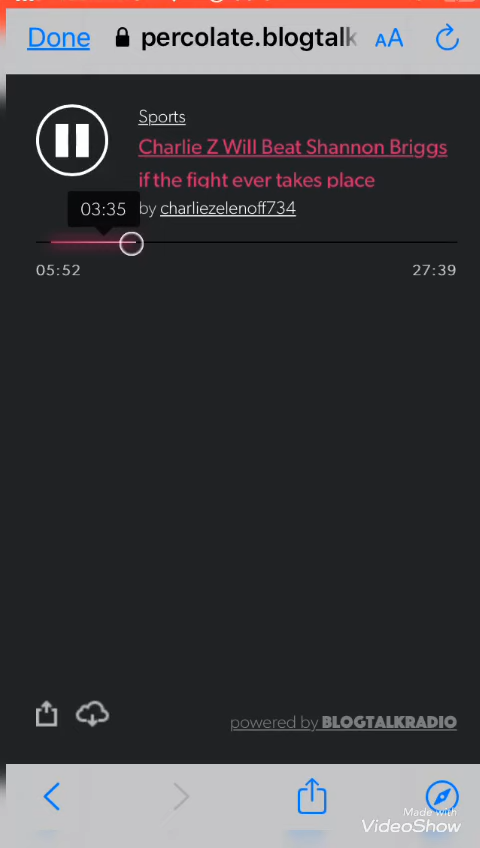 Done percolate.blogtalk AA
Sports
Charlie Z Will Beat Shannon Briggs
if the fight ever takes place
03:35
by charliezelenoff734
05:52 27:39
powered by BLOGTALKRADIO
Made with
VideoShow